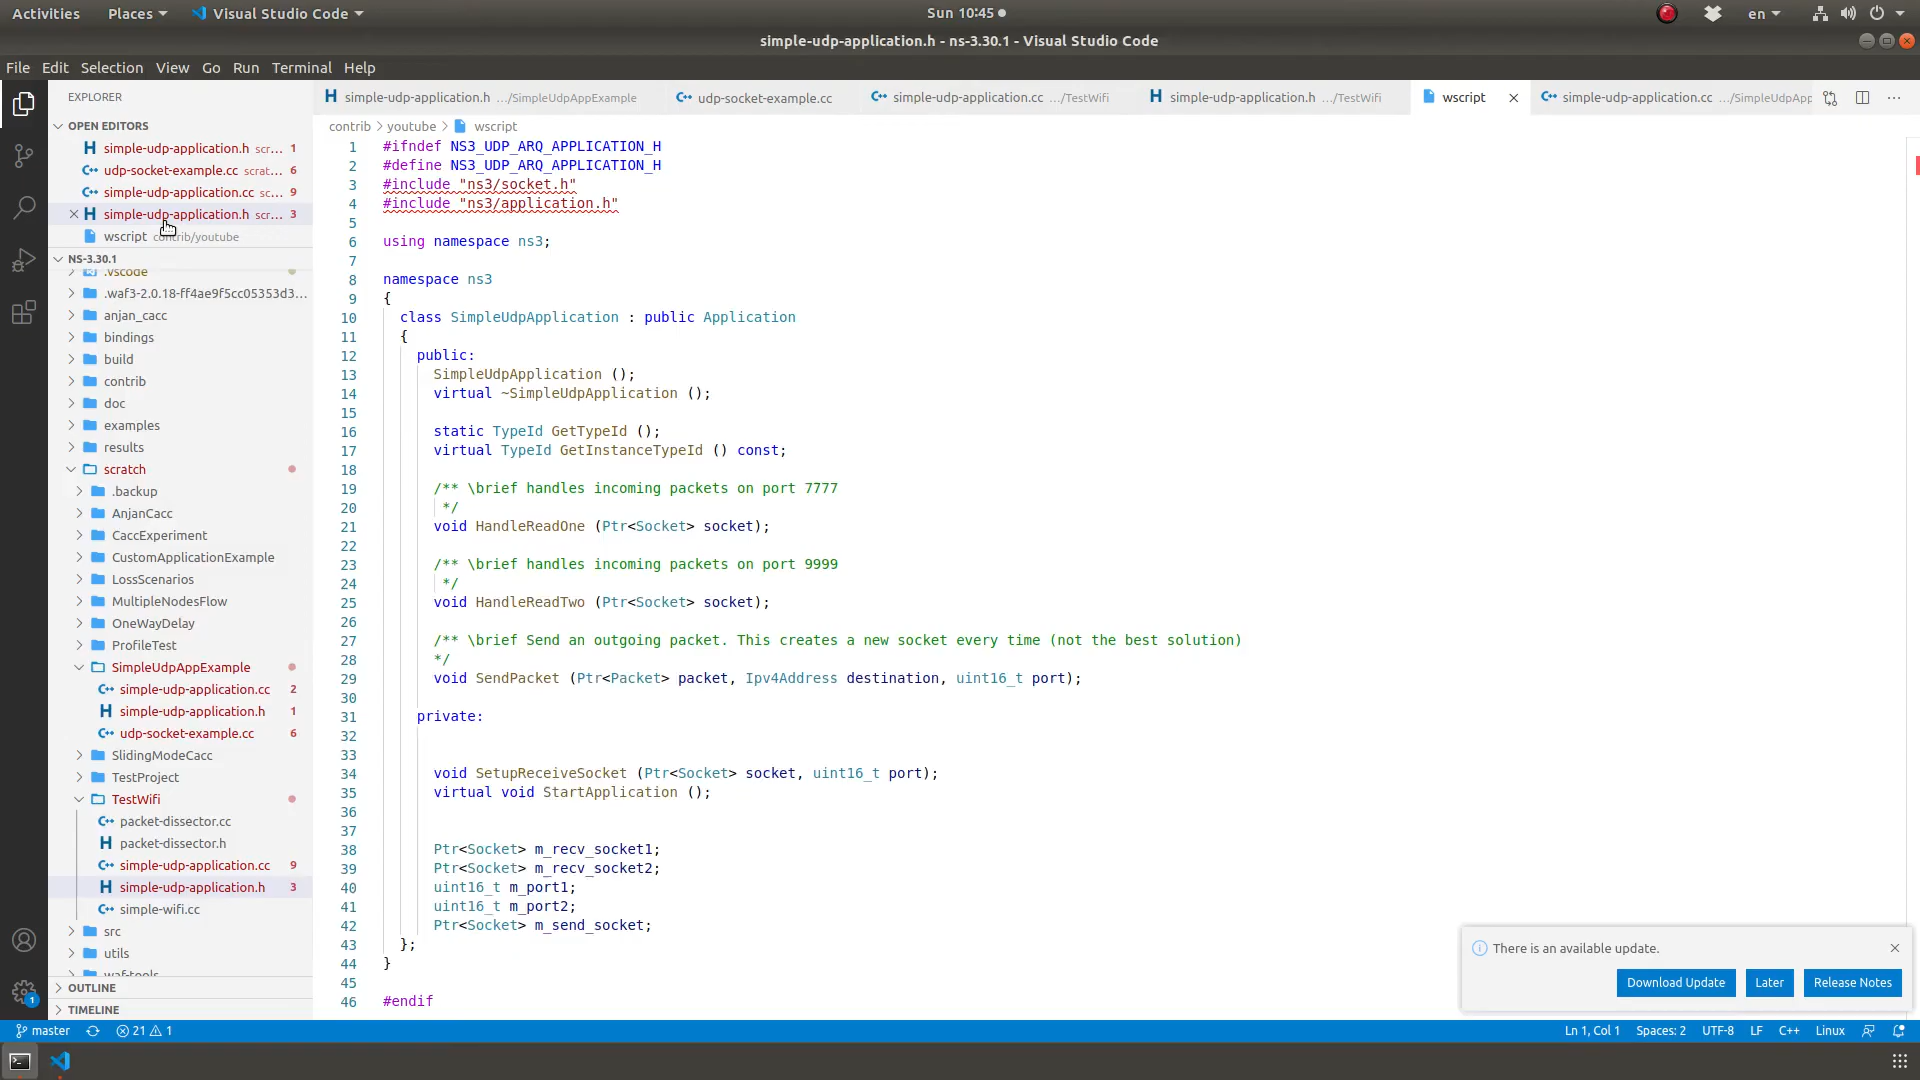 Activities Places Visual Studio Code Sun 10:45 en
simple-udp-application.h - ns-3.30.1 - Visual Studio Code
File Edit Selection View Go Run Terminal Help
EXPLORER
OPEN EDITORS
simple-udp-application.h scr... 1
udp-socket-example.cc scrat... 6
simple-udp-application.cc sc... 9
simple-udp-application.h scr... 3
wscript contrib/youtube
NS-3.30.1
.vscode
.waf3-2.0.18-ff4ae9f5cc05353d3...
anjan_cacc
bindings
build
contrib
doc
examples
results
scratch
.backup
AnjanCacc
CaccExperiment
CustomApplicationExample
LossScenarios
MultipleNodesFlow
OneWayDelay
ProfileTest
SimpleUdpAppExample
simple-udp-application.cc 2
simple-udp-application.h 1
udp-socket-example.cc 6
SlidingModeCacc
TestProject
TestWifi
packet-dissector.cc
packet-dissector.h
simple-udp-application.cc 9
simple-udp-application.h 3
simple-wifi.cc
src
utils
waf-tools
OUTLINE
TIMELINE
simple-udp-application.h .../SimpleUdpAppExample udp-socket-example.cc simple-udp-application.cc .../TestWifi simple-udp-application.h .../TestWifi wscript simple-udp-application.cc .../SimpleUdpApp
contrib > youtube > wscript
1 #ifndef NS3_UDP_ARQ_APPLICATION_H
2 #define NS3_UDP_ARQ_APPLICATION_H
3 #include "ns3/socket.h"
4 #include "ns3/application.h"
5
6 using namespace ns3;
7
8 namespace ns3
9 {
10 class SimpleUdpApplication : public Application
11 {
12 public:
13 SimpleUdpApplication ();
14 virtual ~SimpleUdpApplication ();
15
16 static TypeId GetTypeId ();
17 virtual TypeId GetInstanceTypeId () const;
18
19 /** \brief handles incoming packets on port 7777
20 */
21 void HandleReadOne (Ptr<Socket> socket);
22
23 /** \brief handles incoming packets on port 9999
24 */
25 void HandleReadTwo (Ptr<Socket> socket);
26
27 /** \brief Send an outgoing packet. This creates a new socket every time (not the best solution)
28 */
29 void SendPacket (Ptr<Packet> packet, Ipv4Address destination, uint16_t port);
30
31 private:
32
33
34 void SetupReceiveSocket (Ptr<Socket> socket, uint16_t port);
35 virtual void StartApplication ();
36
37
38 Ptr<Socket> m_recv_socket1;
39 Ptr<Socket> m_recv_socket2;
40 uint16_t m_port1;
41 uint16_t m_port2;
42 Ptr<Socket> m_send_socket;
43 };
44 }
45
46 #endif
There is an available update.
Download Update Later Release Notes
1
master 21 1 Ln 1, Col 1 Spaces: 2 UTF-8 LF C++ Linux